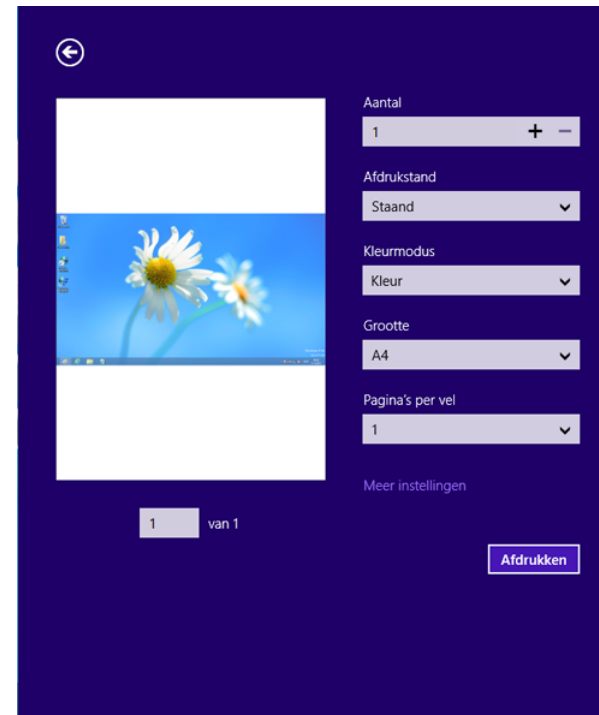 Aantal
1
Afdrukstand
Staand
Kleurmodus
Kleur
Grootte
A4
Pagina's per vel
1
Meer instellingen
1 van 1
Afdrukken